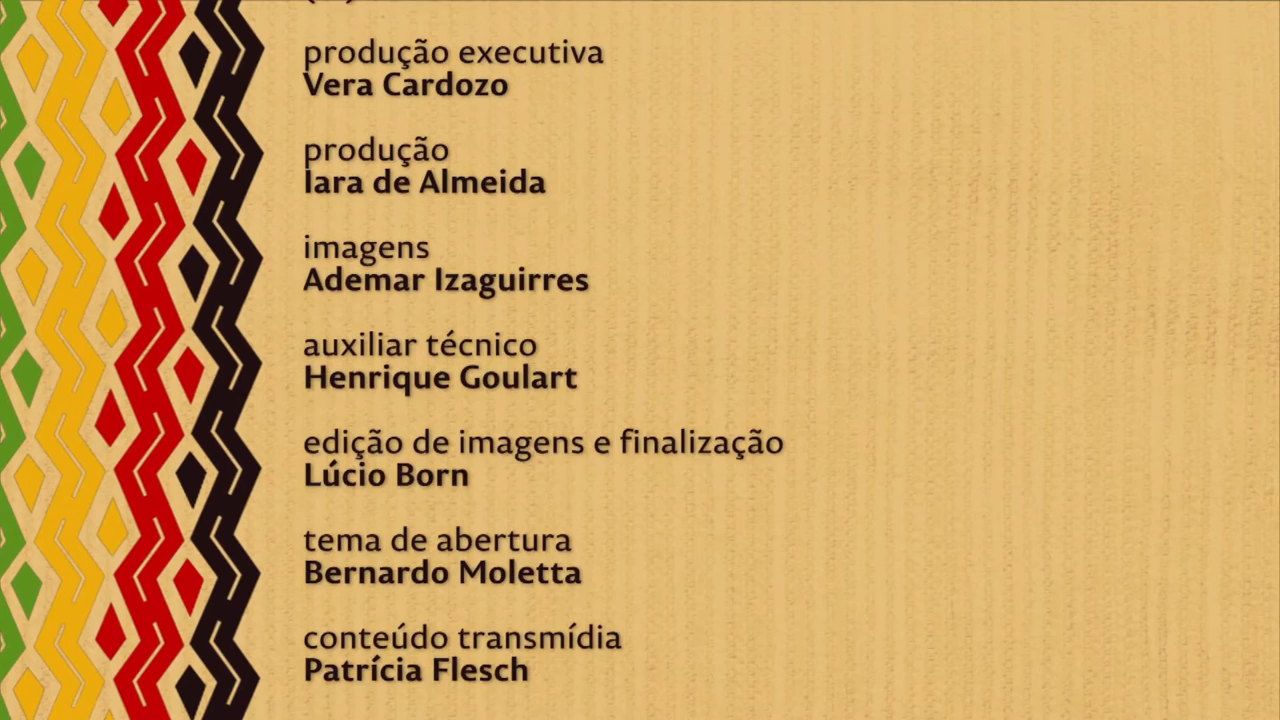 produção executiva
Vera Cardozo
produção
Iara de Almeida
imagens
Ademar Izaguirres
auxiliar técnico
Henrique Goulart
edição de imagens e finalização
Lúcio Born
tema de abertura
Bernardo Moletta
conteúdo transmídia
Patrícia Flesch